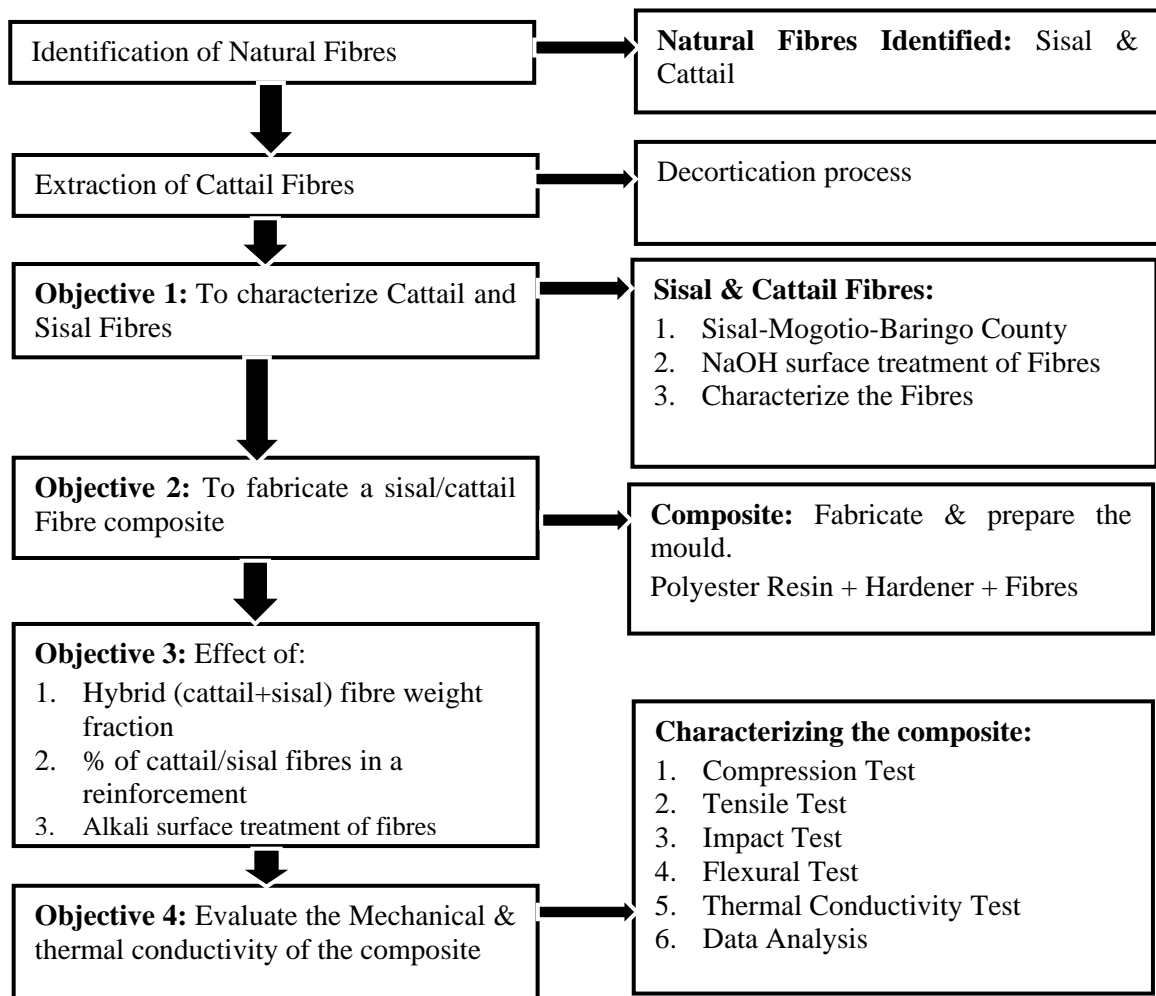 Identification of Natural Fibres
Natural Fibres Identified: Sisal &
Cattail
Extraction of Cattail Fibres
Decortication process
Objective 1: To characterize Cattail and
Sisal Fibres
Sisal & Cattail Fibres:
1. Sisal-Mogotio-Baringo County
2. NaOH surface treatment of Fibres
3. Characterize the Fibres
Objective 2: To fabricate a sisal/cattail
Fibre composite
Composite: Fabricate & prepare the
mould.
Polyester Resin + Hardener + Fibres
Objective 3: Effect of:
1. Hybrid (cattail+sisal) fibre weight
fraction
2. % of cattail/sisal fibres in a
reinforcement
3. Alkali surface treatment of fibres
Objective 4: Evaluate the Mechanical &
thermal conductivity of the composite
Characterizing the composite:
1. Compression Test
2. Tensile Test
3. Impact Test
4. Flexural Test
5. Thermal Conductivity Test
6. Data Analysis